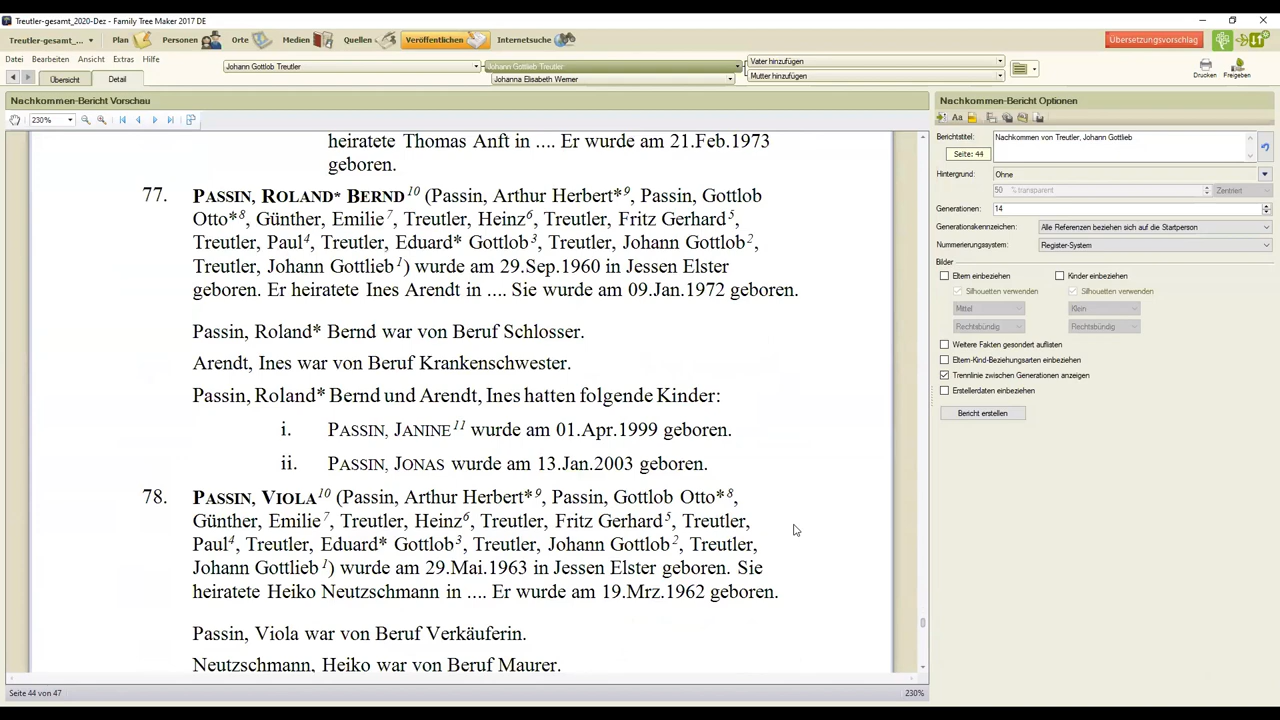 Treutler-gesamt_2020-Dez - Family Tree Maker 2017 DE
Treutler-gesamt_... Plan Personen Orte Medien Quellen Veröffentlichen Internetsuche Übersetzungsvorschlag
Datei Bearbeiten Ansicht Extras Hilfe
Übersicht Detail
Johann Gottlob Treutler
Johann Gottlieb Treutler
Johanna Elisabeth Werner
Vater hinzufügen
Mutter hinzufügen
Drucken Freigeben
Nachkommen-Bericht Vorschau
230%
heiratete Thomas Anft in .... Er wurde am 21.Feb.1973
geboren.
77. PASSIN, ROLAND* BERND10 (Passin, Arthur Herbert*9, Passin, Gottlob
Otto*8, Günther, Emilie7, Treutler, Heinz6, Treutler, Fritz Gerhard5,
Treutler, Paul4, Treutler, Eduard* Gottlob3, Treutler, Johann Gottlob2,
Treutler, Johann Gottlieb1) wurde am 29.Sep.1960 in Jessen Elster
geboren. Er heiratete Ines Arendt in .... Sie wurde am 09.Jan.1972 geboren.
Passin, Roland* Bernd war von Beruf Schlosser.
Arendt, Ines war von Beruf Krankenschwester.
Passin, Roland* Bernd und Arendt, Ines hatten folgende Kinder:
i. PASSIN, JANINE11 wurde am 01.Apr.1999 geboren.
ii. PASSIN, JONAS wurde am 13.Jan.2003 geboren.
78. PASSIN, VIOLA10 (Passin, Arthur Herbert*9, Passin, Gottlob Otto*8,
Günther, Emilie7, Treutler, Heinz6, Treutler, Fritz Gerhard5, Treutler,
Paul4, Treutler, Eduard* Gottlob3, Treutler, Johann Gottlob2, Treutler,
Johann Gottlieb1) wurde am 29.Mai.1963 in Jessen Elster geboren. Sie
heiratete Heiko Neutzschmann in .... Er wurde am 19.Mrz.1962 geboren.
Passin, Viola war von Beruf Verkäuferin.
Neutzschmann, Heiko war von Beruf Maurer.
Seite 44 von 47
230%
Nachkommen-Bericht Optionen
Aa
Berichtstitel: Nachkommen von Treutler, Johann Gottlieb
Seite: 44
Hintergrund: Ohne
50 % transparent Zentriert
Generationen: 14
Generationskennzeichen: Alle Referenzen beziehen sich auf die Startperson
Nummerierungssystem: Register-System
Bilder
Eltern einbeziehen Kinder einbeziehen
Silhouetten verwenden Silhouetten verwenden
Mittel Klein
Rechtsbündig Rechtsbündig
Weitere Fakten gesondert auflisten
Eltern-Kind-Beziehungsarten einbeziehen
Trennlinie zwischen Generationen anzeigen
Erstellerdaten einbeziehen
Bericht erstellen